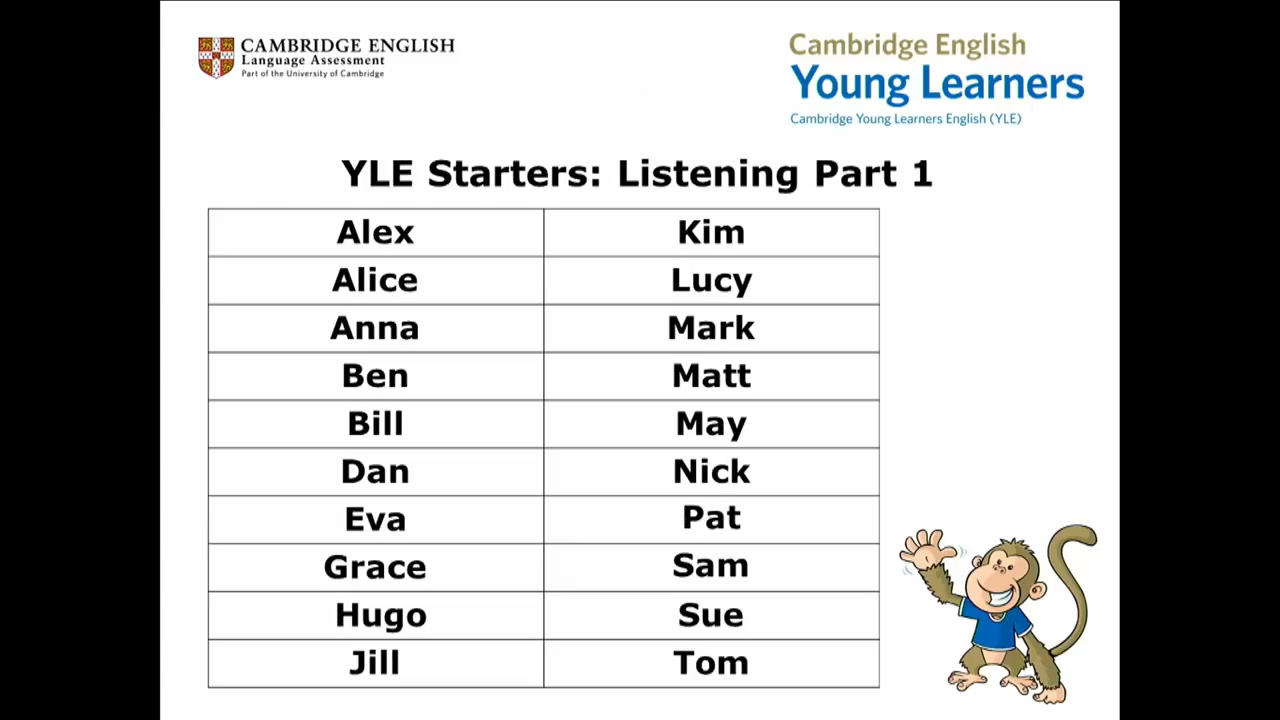 CAMBRIDGE ENGLISH
Language Assessment
Part of the University of Cambridge
Cambridge English
Young Learners
Cambridge Young Learners English (YLE)
YLE Starters: Listening Part 1
Alex Kim
Alice Lucy
Anna Mark
Ben Matt
Bill May
Dan Nick
Eva Pat
Grace Sam
Hugo Sue
Jill Tom